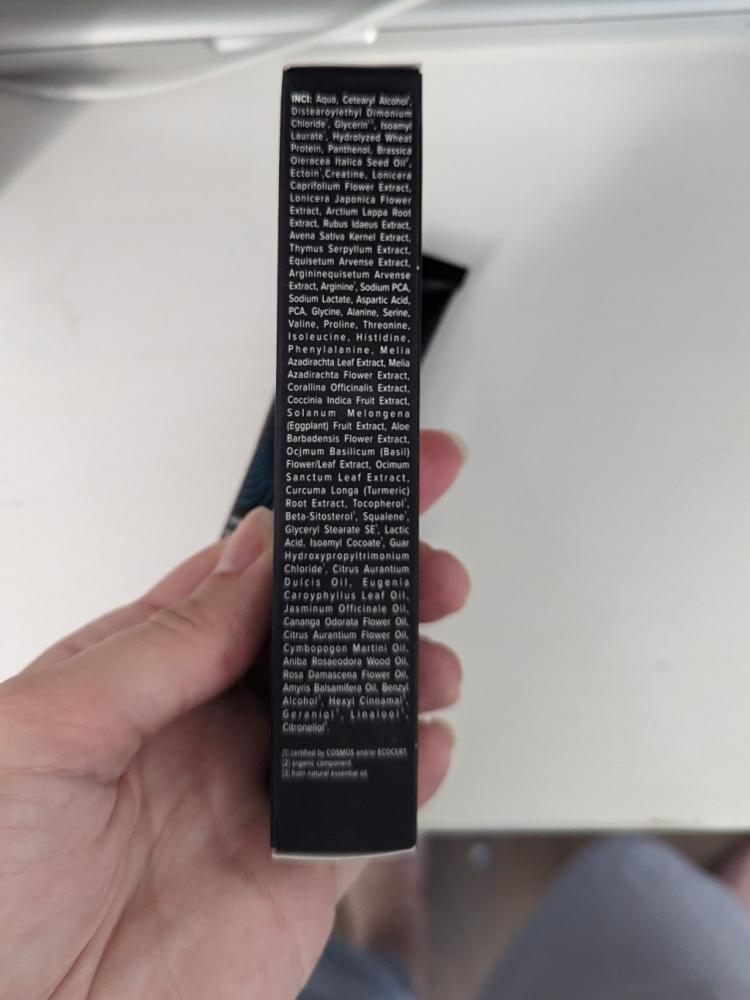 INCI: Aqua, Cetearyl Alcohol¹,
Distearoylethyl Dimonium
Chloride¹, Glycerin¹,², Isoamyl
Laurate¹, Hydrolyzed Wheat
Protein, Panthenol, Brassica
Oleracea Italica Seed Oil²,
Ectoin¹,Creatine, Lonicera
Caprifolium Flower Extract,
Lonicera Japonica Flower
Extract, Arctium Lappa Root
Extract, Rubus Idaeus Extract,
Avena Sativa Kernel Extract,
Thymus Serpyllum Extract,
Equisetum Arvense Extract,
Argininequisetum Arvense
Extract, Arginine¹, Sodium PCA,
Sodium Lactate, Aspartic Acid,
PCA, Glycine, Alanine, Serine,
Valine, Proline, Threonine,
Isoleucine, Histidine,
Phenylalanine, Melia
Azadirachta Leaf Extract, Melia
Azadirachta Flower Extract,
Corallina Officinalis Extract,
Coccinia Indica Fruit Extract,
Solanum Melongena
(Eggplant) Fruit Extract, Aloe
Barbadensis Flower Extract,
Ocjmum Basilicum (Basil)
Flower/Leaf Extract, Ocimum
Sanctum Leaf Extract,
Curcuma Longa (Turmeric)
Root Extract, Tocopherol¹,
Beta-Sitosterol¹, Squalene¹,
Glyceryl Stearate SE¹, Lactic
Acid, Isoamyl Cocoate¹, Guar
Hydroxypropyltrimonium
Chloride¹, Citrus Aurantium
Dulcis Oil, Eugenia
Caroyphyllus Leaf Oil,
Jasminum Officinale Oil,
Cananga Odorata Flower Oil,
Citrus Aurantium Flower Oil,
Cymbopogon Martini Oil,
Aniba Rosaeodora Wood Oil,
Rosa Damascena Flower Oil,
Amyris Balsamifera Oil, Benzyl
Alcohol¹, Hexyl Cinnamal¹,
Geraniol³, Linalool³,
Citronellol³.
[1] certified by COSMOS and/or ECOCERT.
[2] organic component.
[3] from natural essential oil.